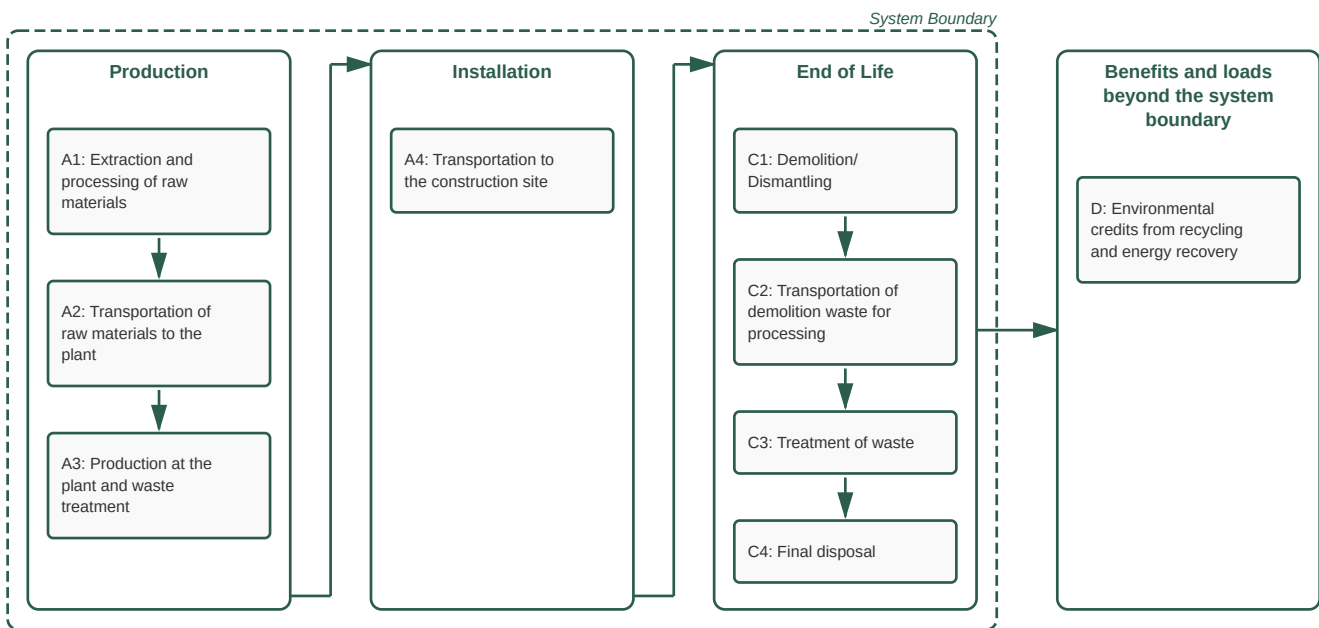 System Boundary
Production
A1: Extraction and
processing of raw
materials
A2: Transportation of
raw materials to the
plant
A3: Production at the
plant and waste
treatment
Installation
A4: Transportation to
the construction site
End of Life
C1: Demolition/
Dismantling
C2: Transportation of
demolition waste for
processing
C3: Treatment of waste
C4: Final disposal
Benefits and loads
beyond the system
boundary
D: Environmental
credits from recycling
and energy recovery